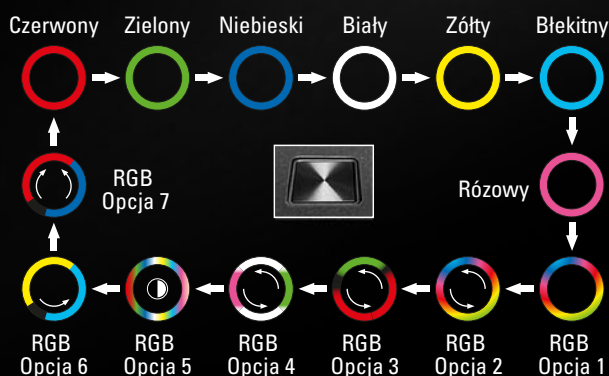 Czerwony
Zielony
Niebieski
Biały
Zółty
Błekitny
RGB
Opcja 7
Rózowy
RGB
Opcja 6
RGB
Opcja 5
RGB
Opcja 4
RGB
Opcja 3
RGB
Opcja 2
RGB
Opcja 1